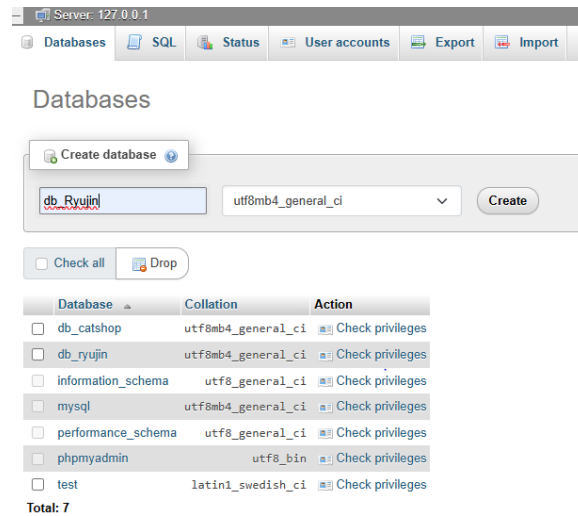 Server: 127.0.0.1
Databases SQL Status User accounts Export Import
Databases
Create database
db_Ryujin utf8mb4_general_ci Create
Check all Drop
Database Collation Action
db_catshop utf8mb4_general_ci Check privileges
db_ryujin utf8mb4_general_ci Check privileges
information_schema utf8_general_ci Check privileges
mysql utf8mb4_general_ci Check privileges
performance_schema utf8_general_ci Check privileges
phpmyadmin utf8_bin Check privileges
test latin1_swedish_ci Check privileges
Total: 7